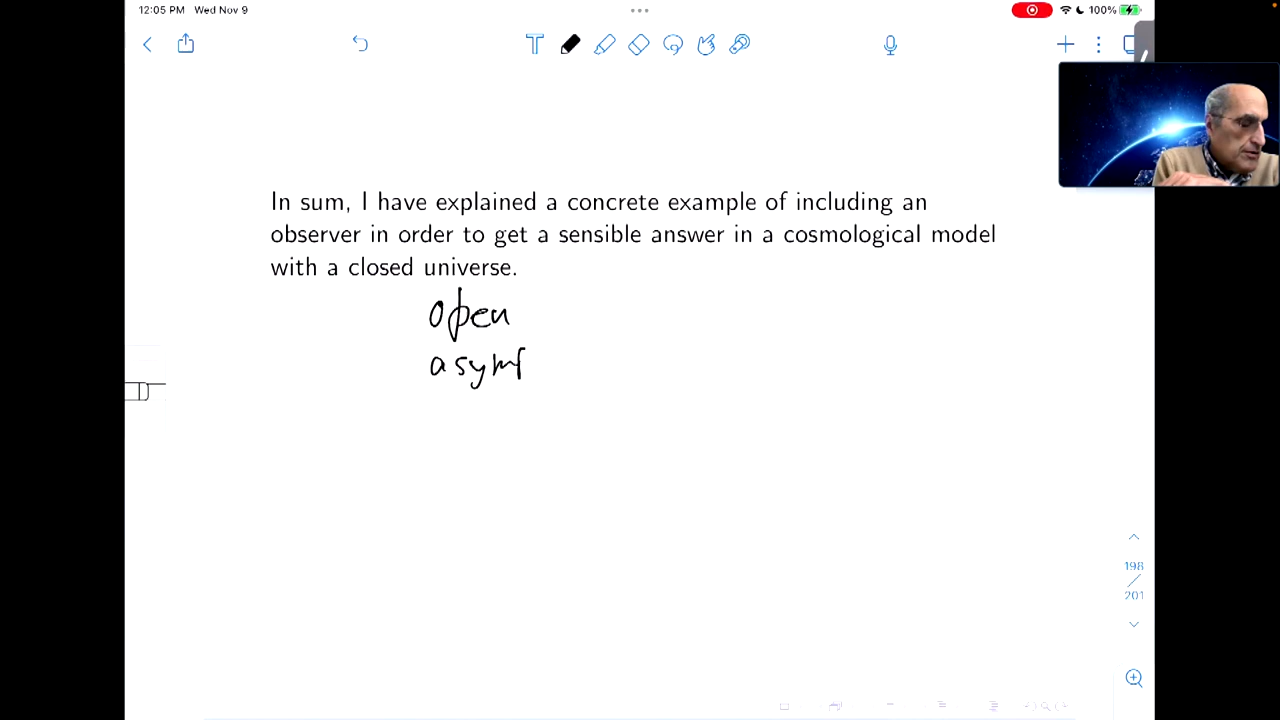 12:05 PM Wed Nov 9
100%
T
In sum, I have explained a concrete example of including an
observer in order to get a sensible answer in a cosmological model
with a closed universe.
open
asym
198
201